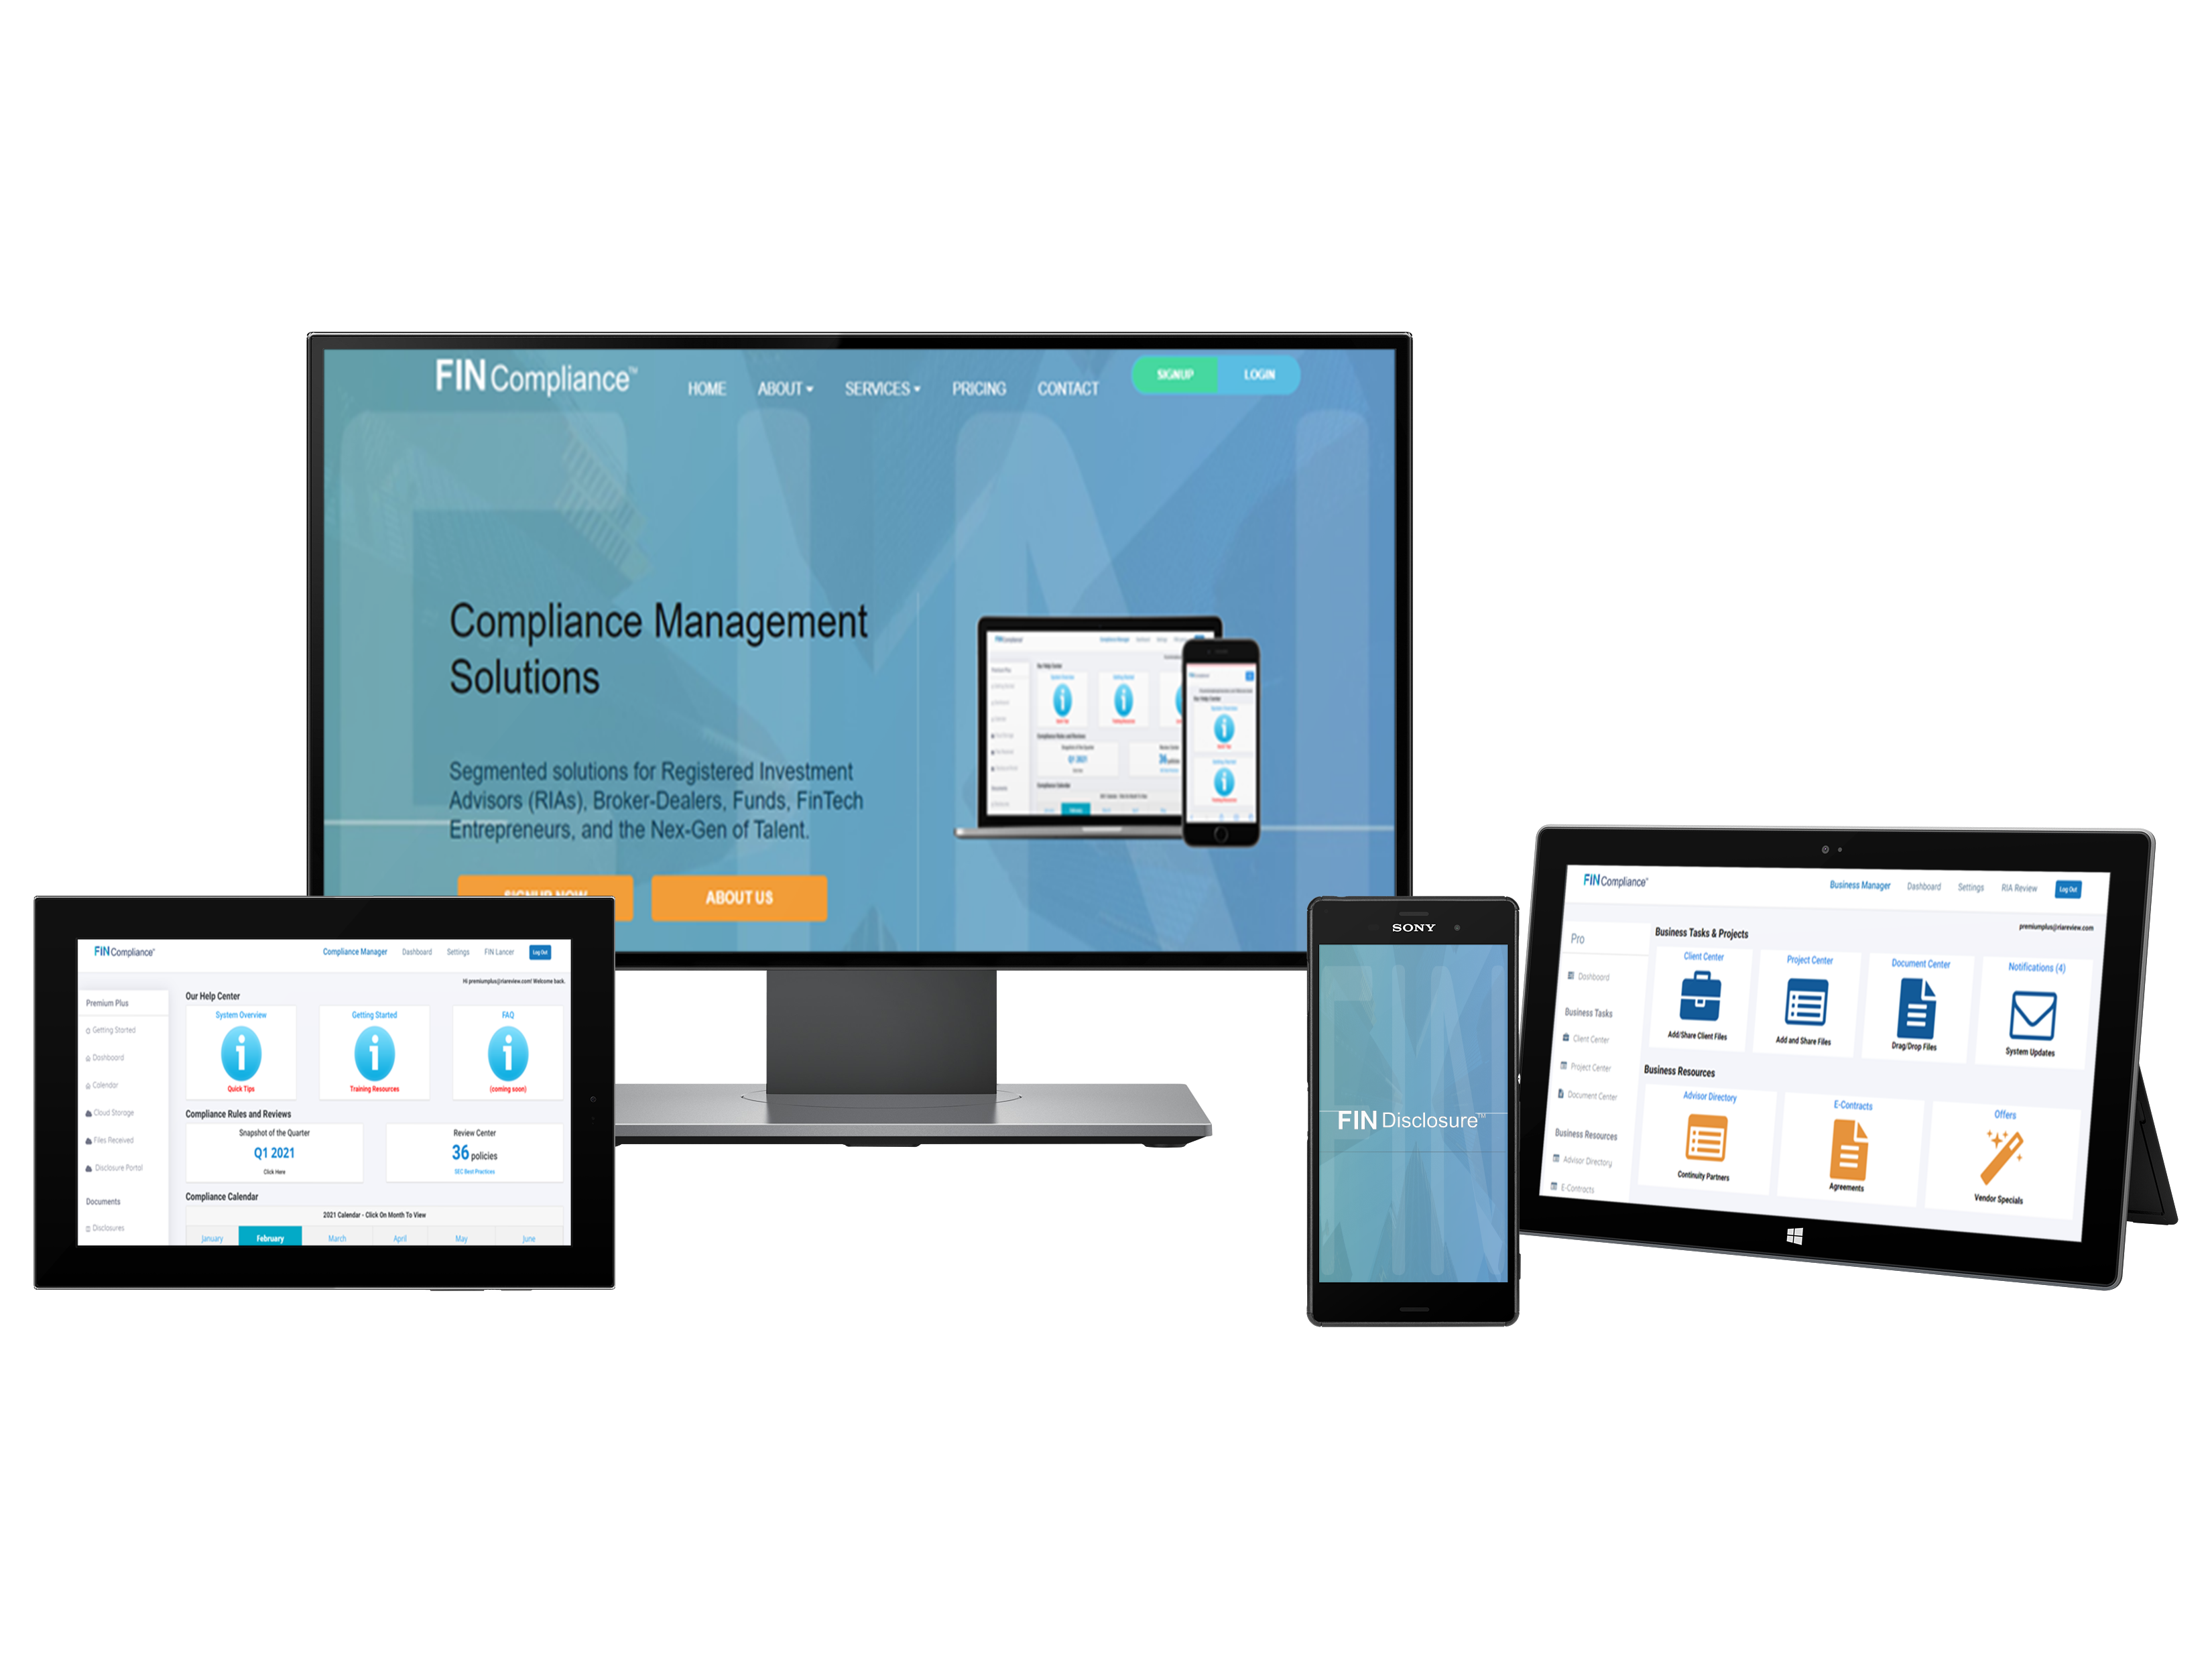 FIN Compliance™
HOME ABOUT SERVICES PRICING CONTACT
SIGNUP LOGIN
Compliance Management
Solutions
Segmented solutions for Registered Investment
Advisors (RIAs), Broker-Dealers, Funds, FinTech
Entrepreneurs, and the Nex-Gen of Talent.
SIGNUP NOW ABOUT US
Q1 2021
36
FIN Compliance™
Compliance Manager Dashboard Settings FIN Lancer Log Out
Hi premiumplus@riareview.com! Welcome back.
Premium Plus
Getting Started
Dashboard
Calendar
Cloud Storage
Files Received
Disclosure Portal
Documents
Disclosures
Our Help Center
System Overview Getting Started FAQ
Quick Tips Training Resources (coming soon)
Compliance Rules and Reviews
Snapshot of the Quarter Review Center
Q1 2021 36 policies
Click Here SEC Best Practices
Compliance Calendar
2021 Calendar - Click On Month To View
January February March April May June
SONY
FIN Disclosure™
FIN Compliance™
Business Manager Dashboard Settings RIA Review Log Out
premiumplus@riareview.com
Pro
Dashboard
Business Tasks
Client Center
Project Center
Document Center
Business Resources
Advisor Directory
E-Contracts
Business Tasks & Projects
Client Center Project Center Document Center Notifications (4)
Add/Share Client Files Add and Share Files Drag/Drop Files System Updates
Business Resources
Advisor Directory E-Contracts Offers
Continuity Partners Agreements Vendor Specials